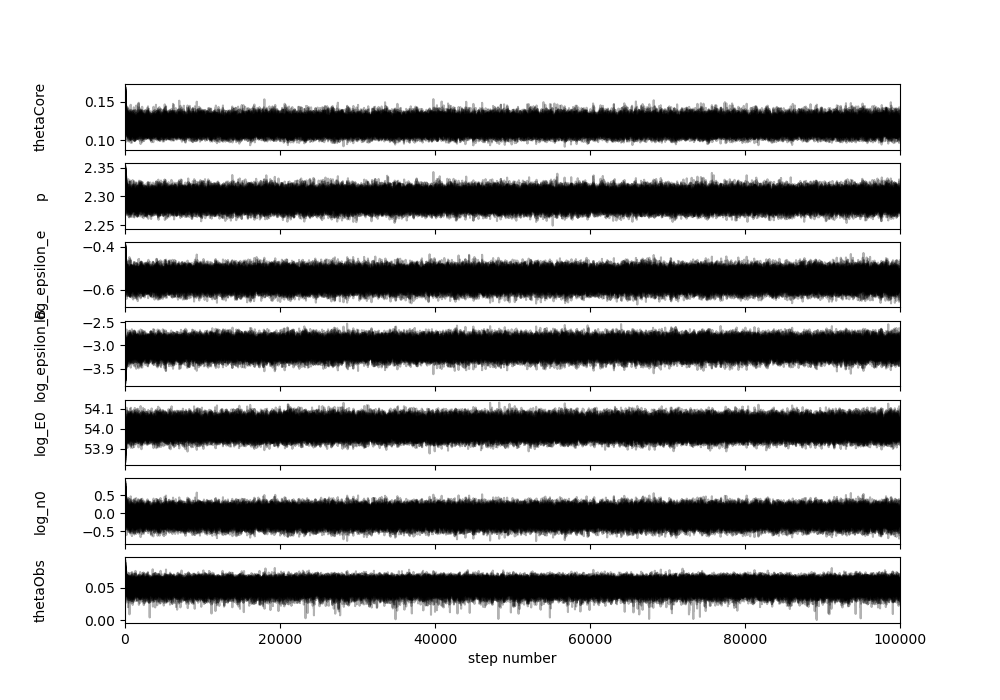 thetaCore
0.15
0.10
p
2.35
2.30
2.25
log_epsilon_e
−0.4
−0.6
log_epsilon_B
−2.5
−3.0
−3.5
log_E0
54.1
54.0
53.9
log_n0
0.5
0.0
−0.5
thetaObs
0.05
0.00
0 20000 40000 60000 80000 100000
step number